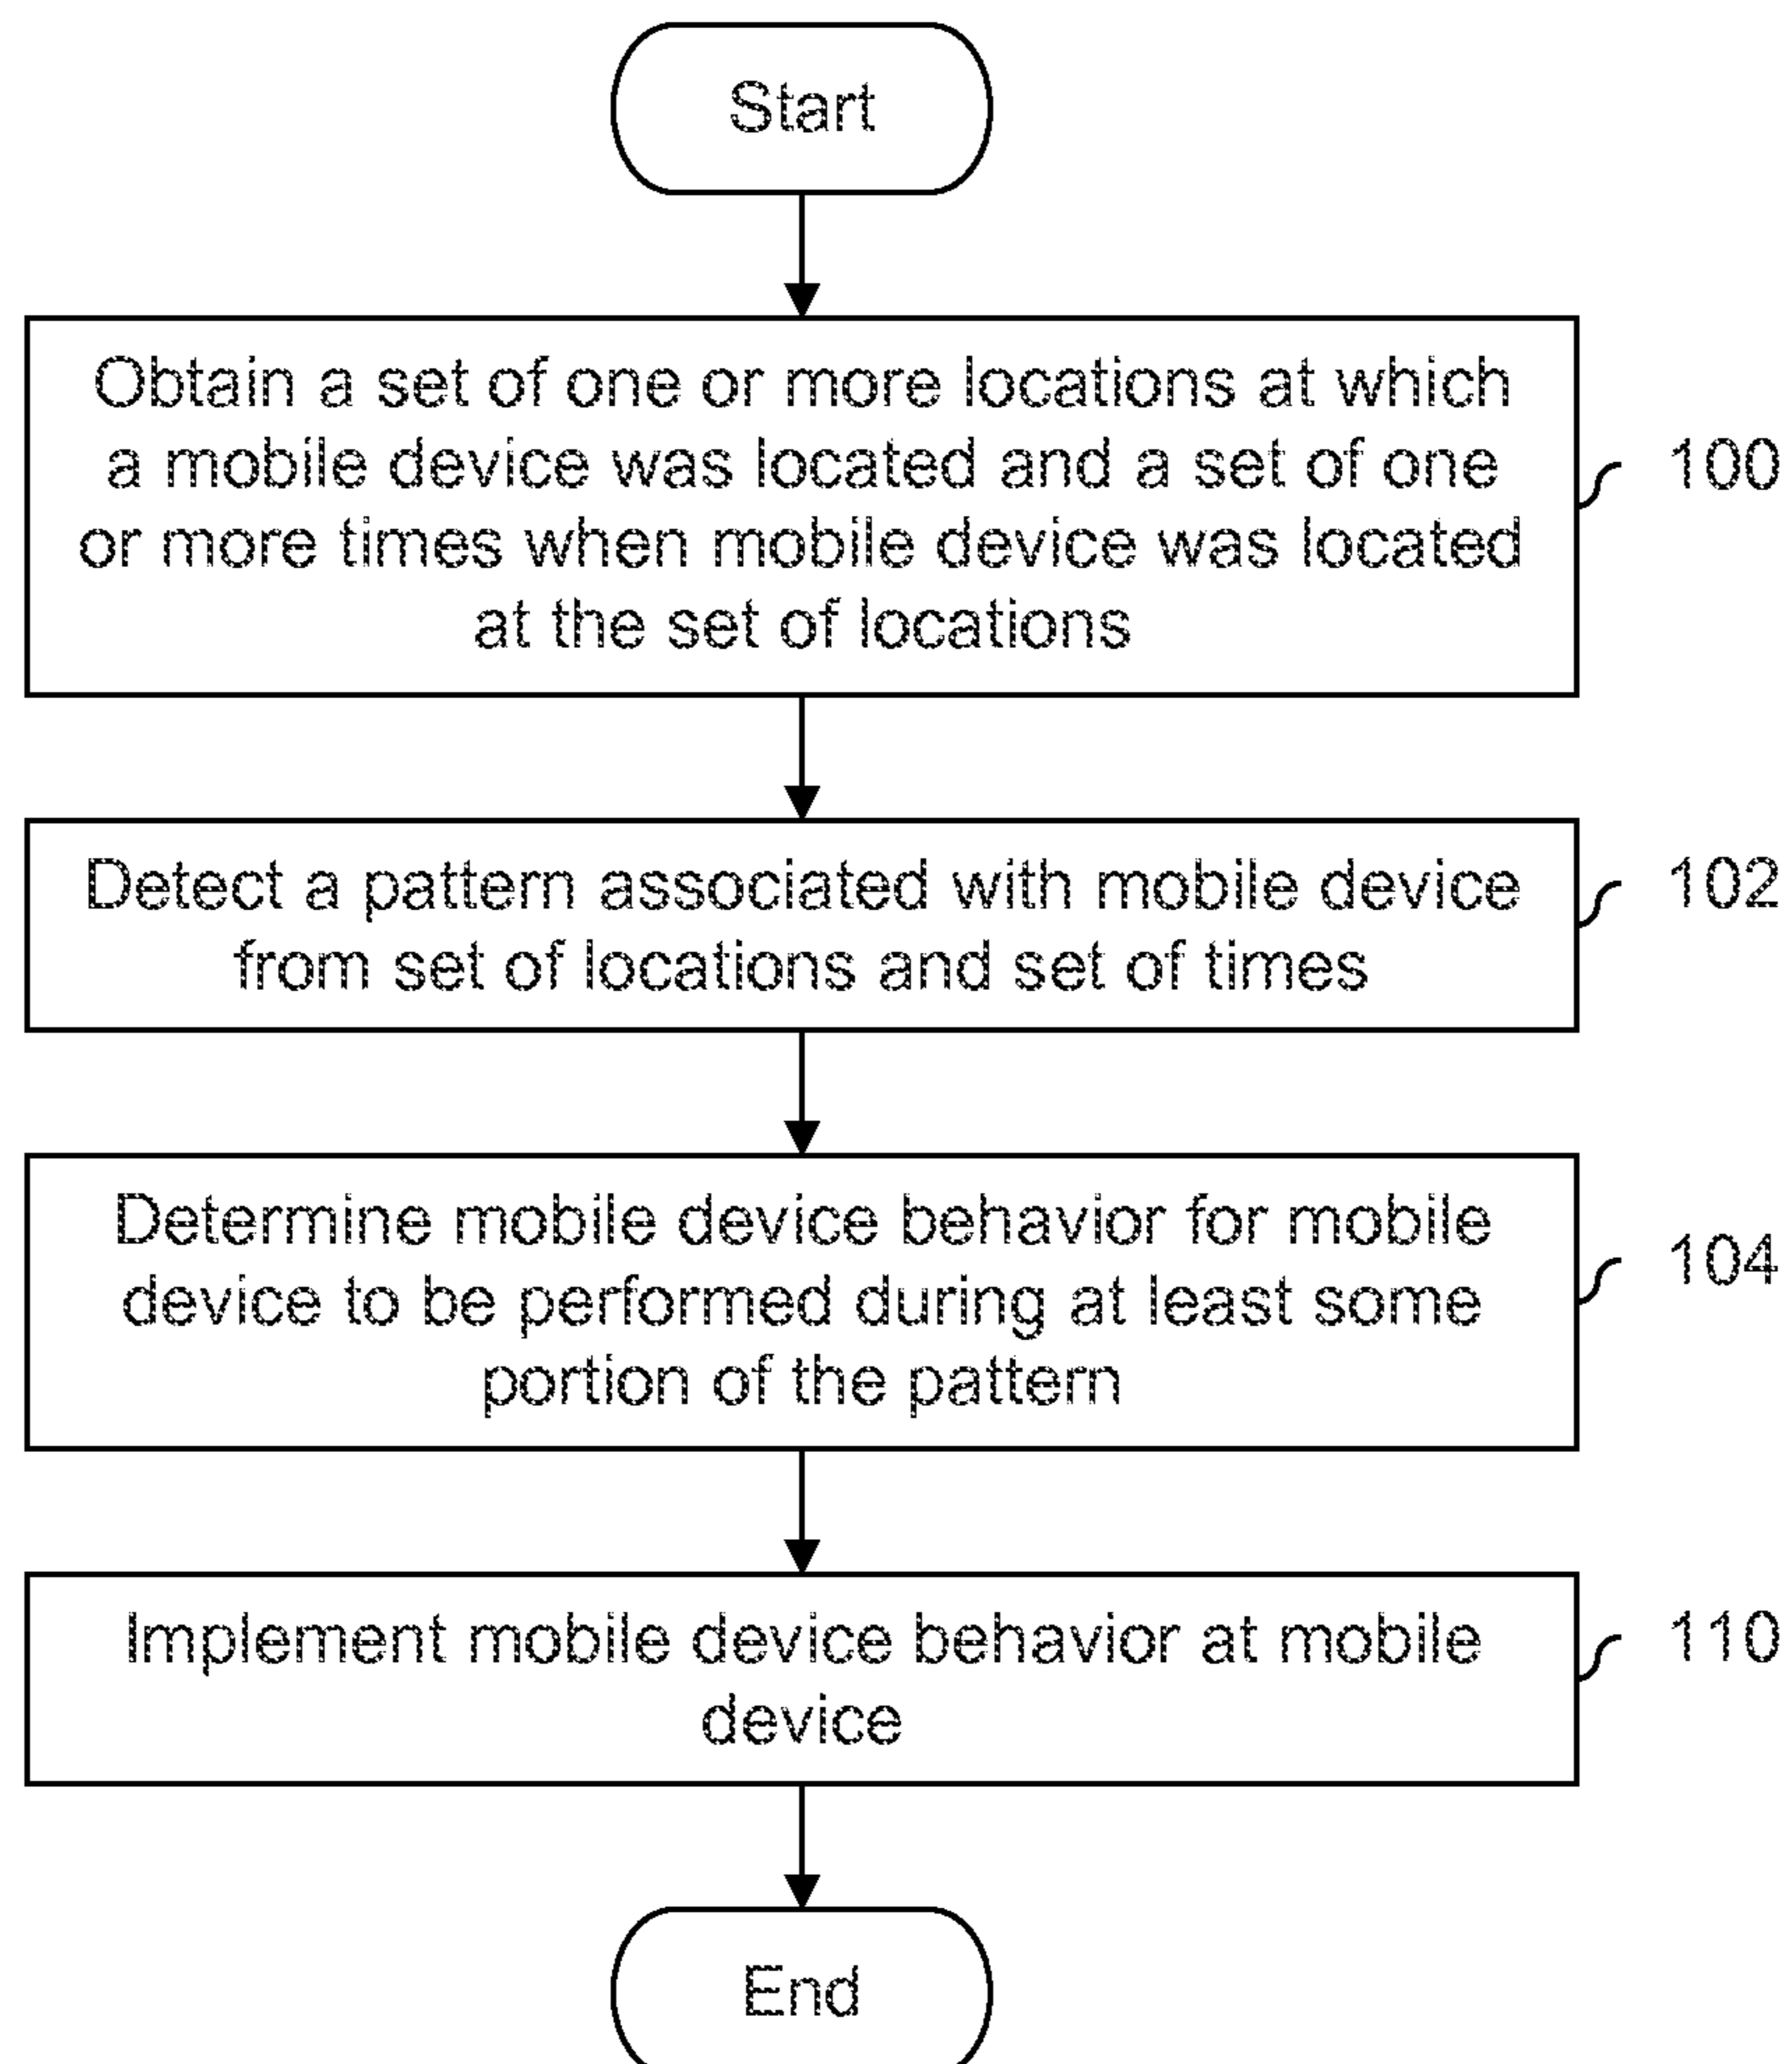 Start
Obtain a set of one or more locations at which
a mobile device was located and a set of one
or more times when mobile device was located
at the set of locations
100
Detect a pattern associated with mobile device
from set of locations and set of times
102
Determine mobile device behavior for mobile
device to be performed during at least some
portion of the pattern
104
Implement mobile device behavior at mobile
device
110
End